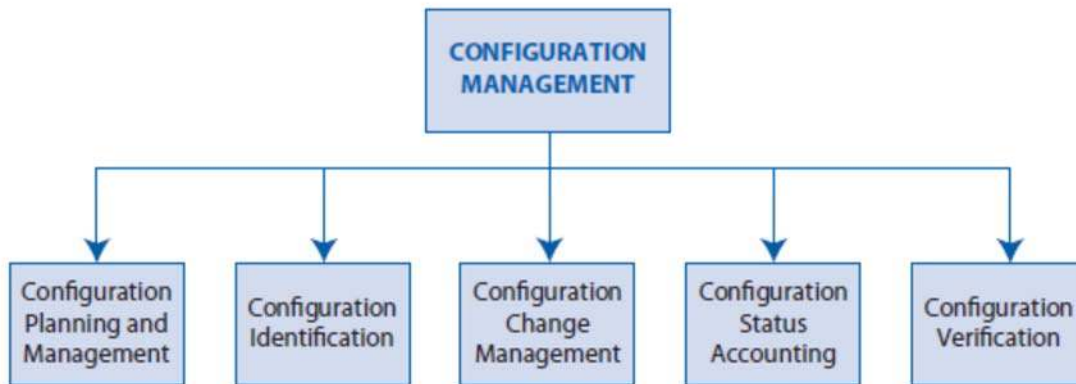 CONFIGURATION
MANAGEMENT
Configuration
Planning and
Management
Configuration
Identification
Configuration
Change
Management
Configuration
Status
Accounting
Configuration
Verification